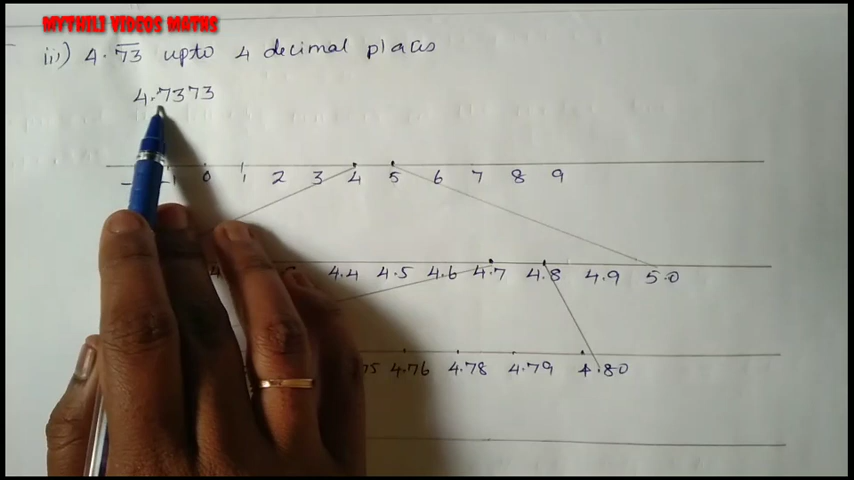 MYTHILI VIDEOS MATHS
iii) 4.7̅3̅ upto 4 decimal places
4.7373
0 1 2 3 4 5 6 7 8 9
4.4 4.5 4.6 4.7 4.8 4.9 5.0
4.76 4.78 4.79 4.80